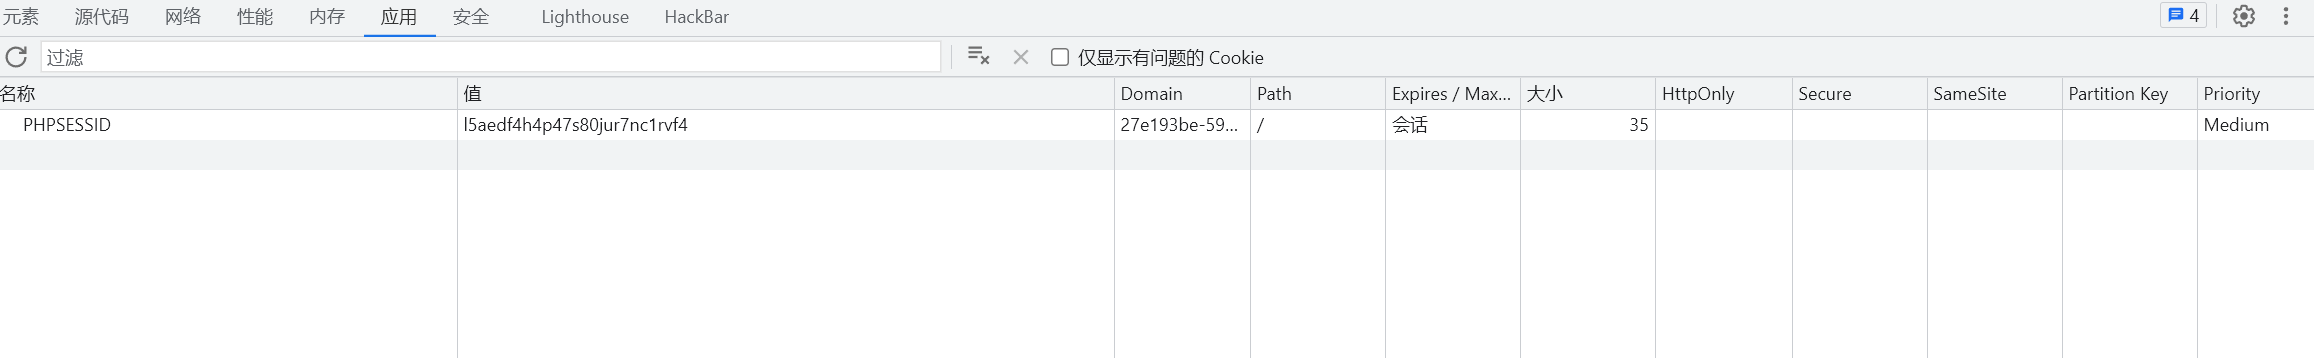 元素 源代码 网络 性能 内存 应用 安全 Lighthouse HackBar 4
过滤 仅显示有问题的 Cookie
名称 值 Domain Path Expires / Max... 大小 HttpOnly Secure SameSite Partition Key Priority
PHPSESSID l5aedf4h4p47s80jur7nc1rvf4 27e193be-59... / 会话 35 Medium